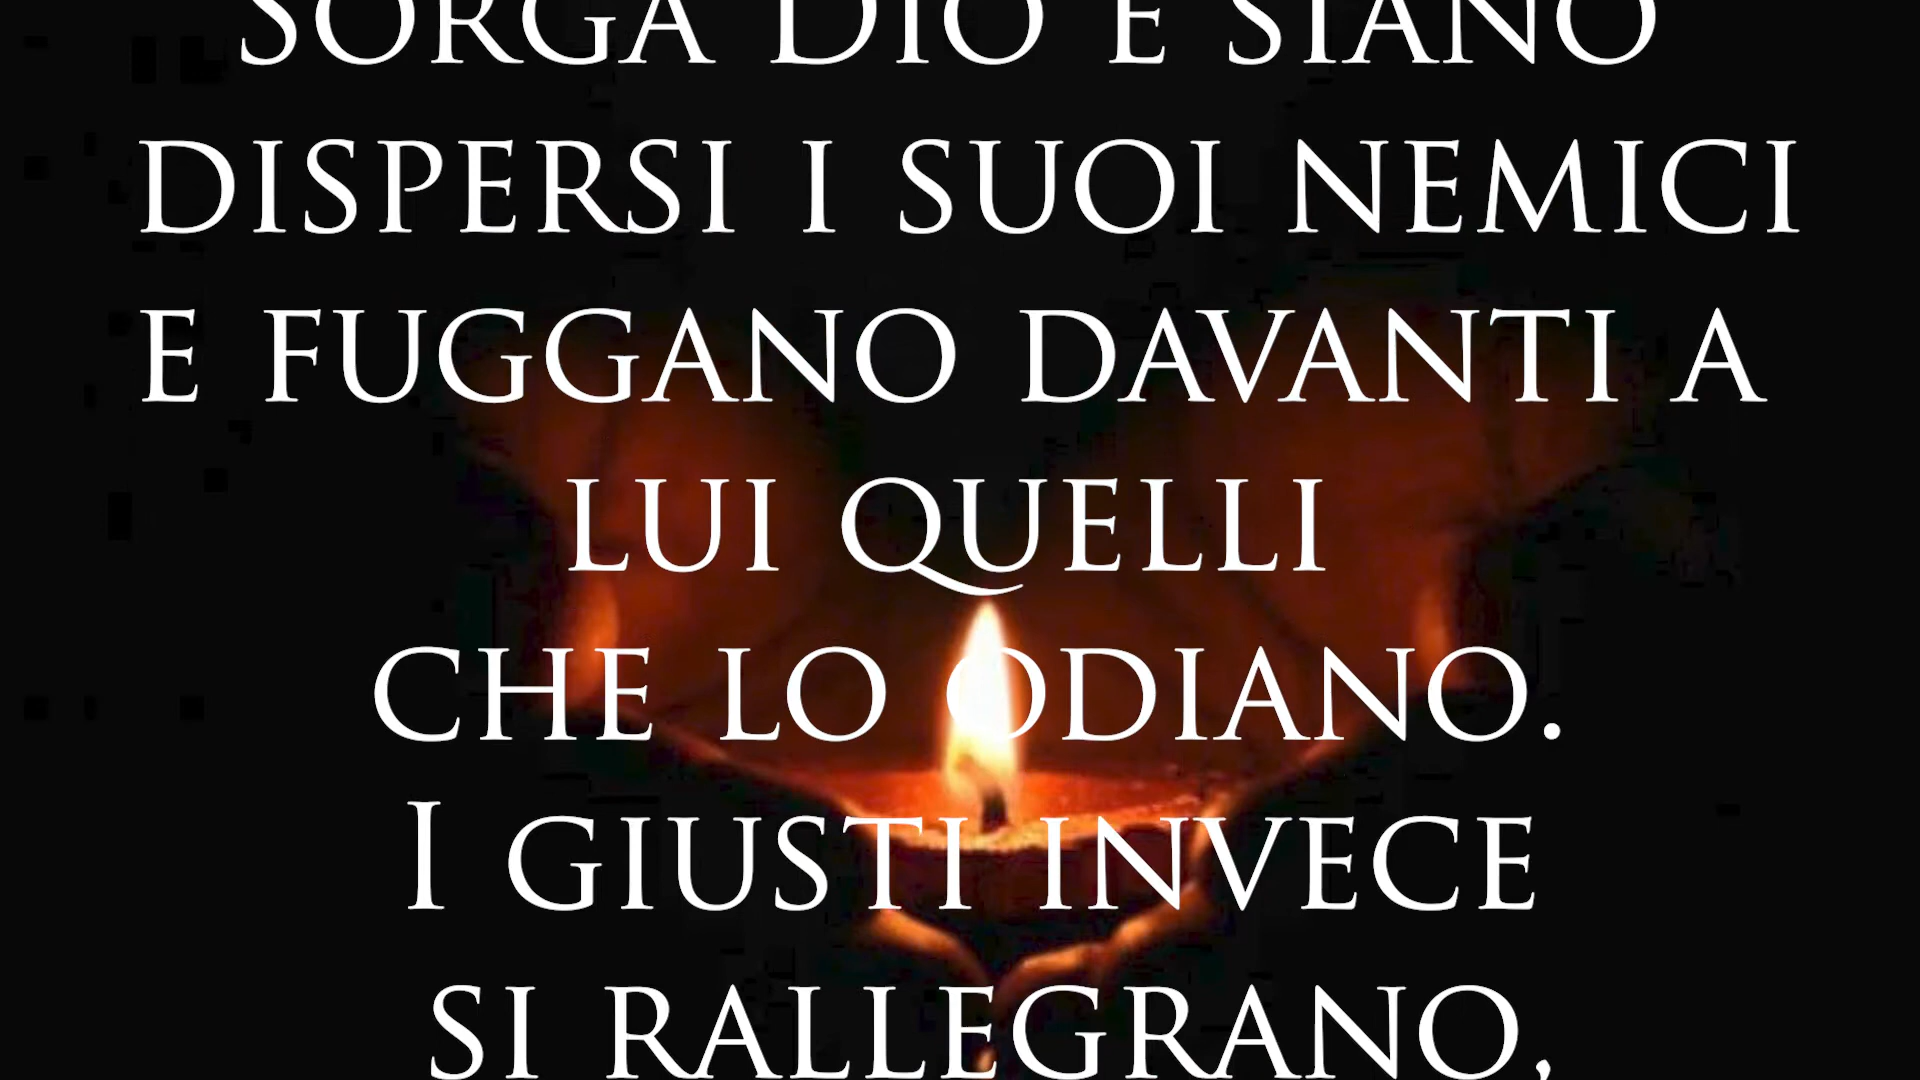 Sorga Dio e siano
dispersi i suoi nemici
e fuggano davanti a
lui quelli
che lo odiano.
I giusti invece
si rallegrano,